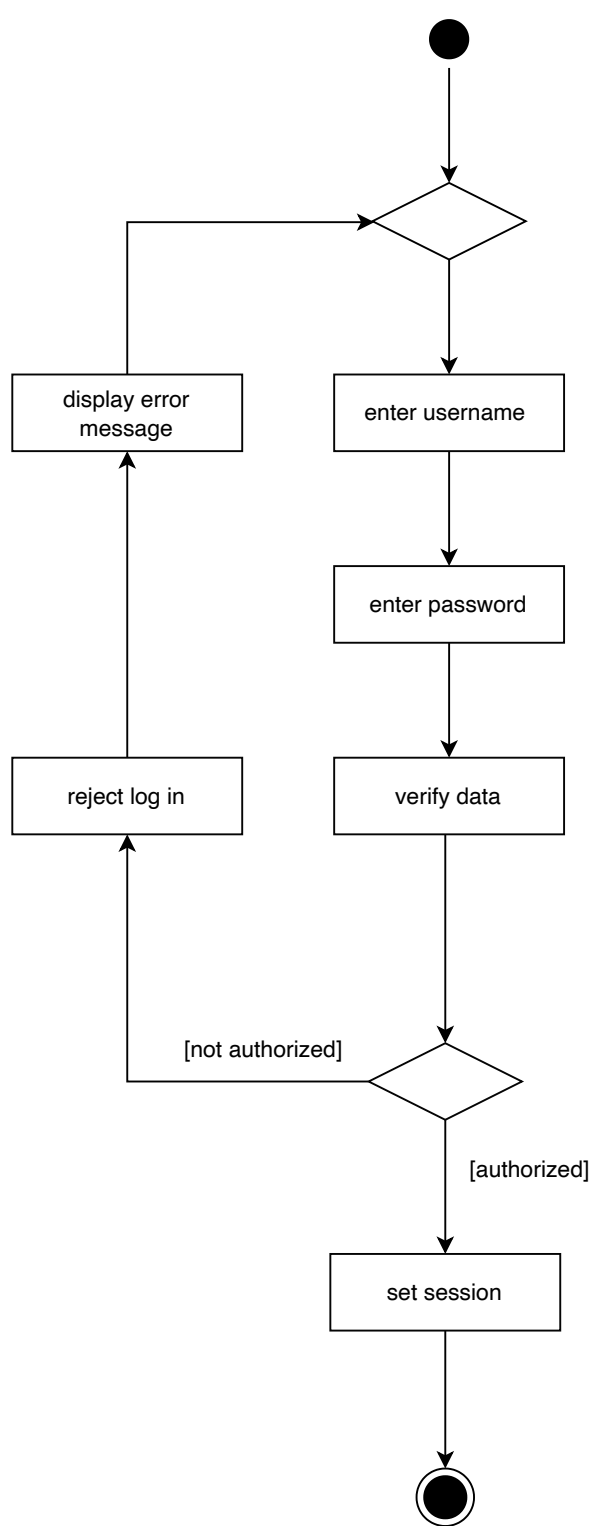 display error
message
enter username
enter password
reject log in
verify data
[not authorized]
[authorized]
set session